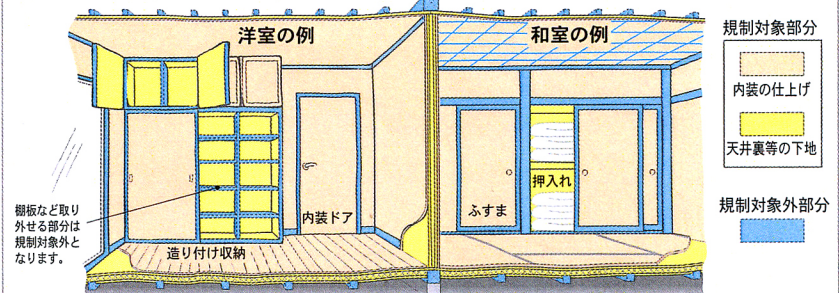 洋室の例
和室の例
規制対象部分
内装の仕上げ
天井裏等の下地
規制対象外部分
棚板など取り
外せる部分は
規制対象外と
なります。
造り付け収納
内装ドア
ふすま
押入れ